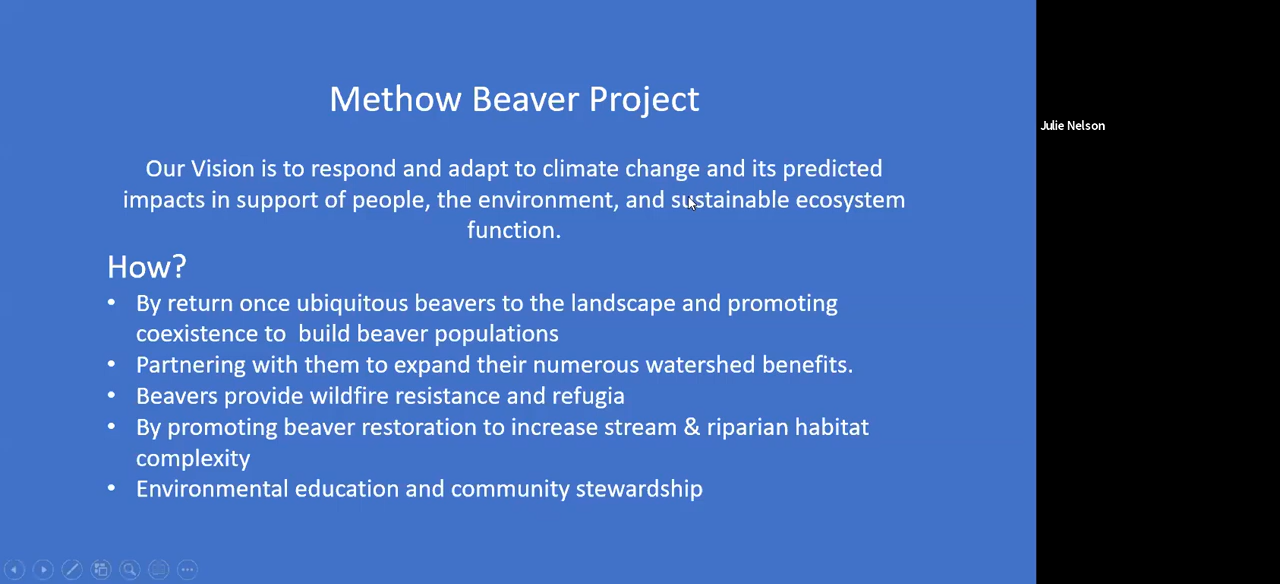 Methow Beaver Project
Our Vision is to respond and adapt to climate change and its predicted
impacts in support of people, the environment, and sustainable ecosystem
function.
How?
• By return once ubiquitous beavers to the landscape and promoting
coexistence to  build beaver populations
• Partnering with them to expand their numerous watershed benefits.
• Beavers provide wildfire resistance and refugia
• By promoting beaver restoration to increase stream & riparian habitat
complexity
• Environmental education and community stewardship
Julie Nelson